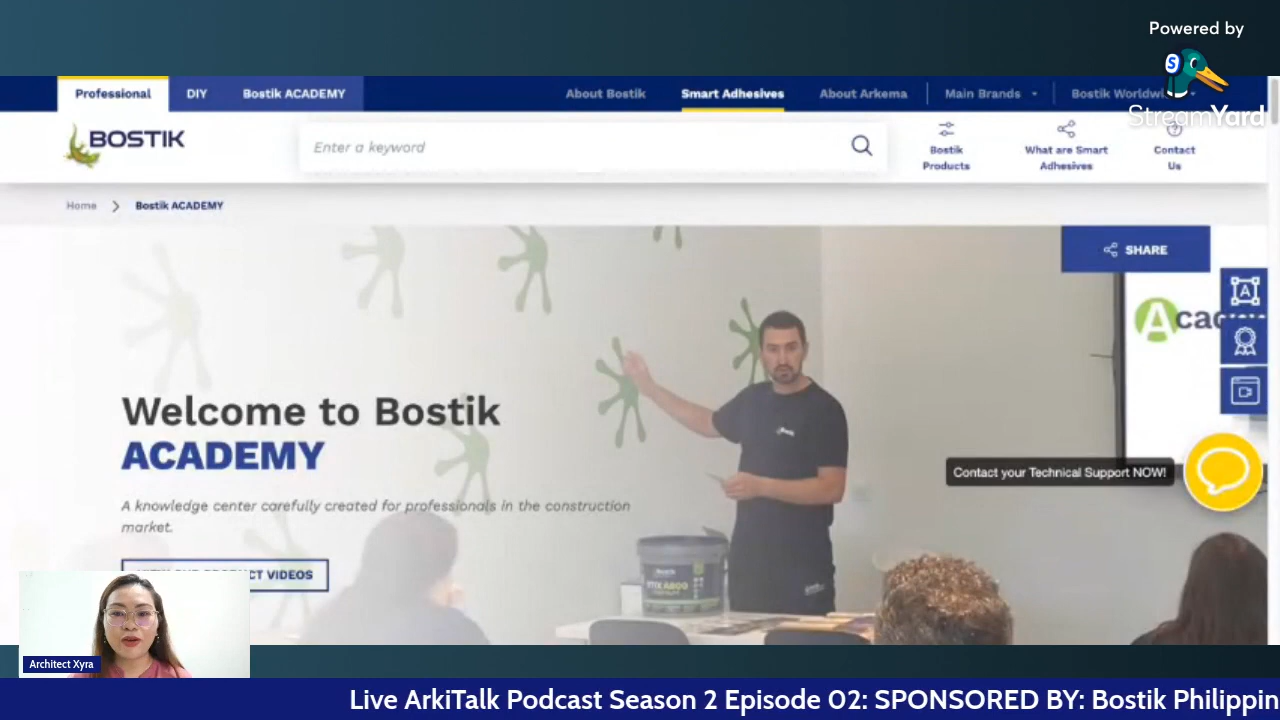 Powered by
StreamYard
Professional
DIY
Bostik ACADEMY
About Bostik
Smart Adhesives
About Arkema
Main Brands
Bostik
BOSTIK
Enter a keyword
Bostik
Products
What are Smart
Adhesives
Contact
Us
Home
Bostik ACADEMY
SHARE
A
Welcome to Bostik
ACADEMY
Contact your Technical Support NOW!
A knowledge center carefully created for professionals in the construction
market.
VIDEOS
Architect Xyra
Live ArkiTalk Podcast Season 2 Episode 02: SPONSORED BY: Bostik Philippin